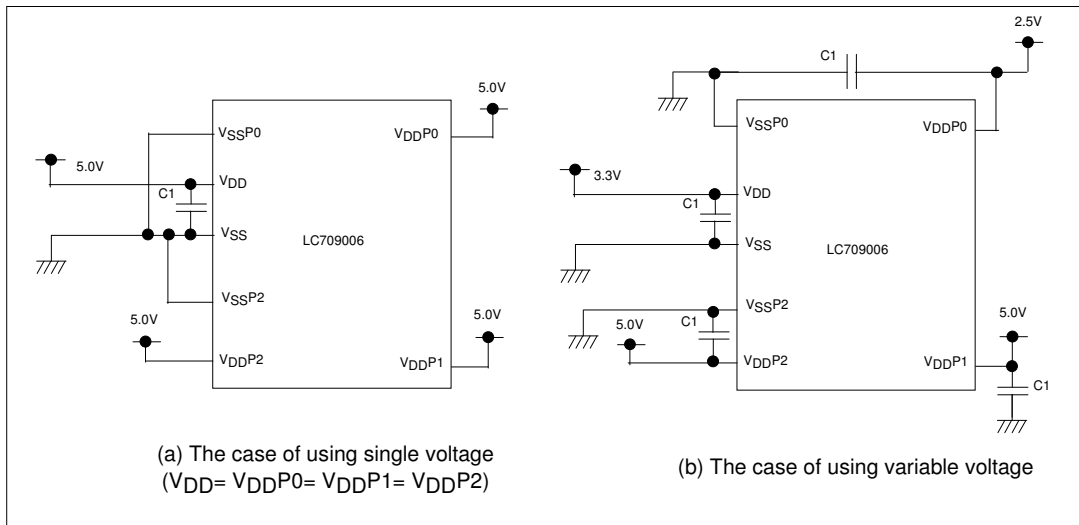 5.0V
VSSP0
VDDP0
5.0V
VDD
C1
VSS
LC709006
VSSP2
5.0V
5.0V
VDDP2
VDDP1
(a) The case of using single voltage
(VDD= VDDP0= VDDP1= VDDP2)
2.5V
C1
VSSP0
VDDP0
3.3V
VDD
C1
VSS
LC709006
VSSP2
5.0V
5.0V
C1
VDDP2
VDDP1
C1
(b) The case of using variable voltage